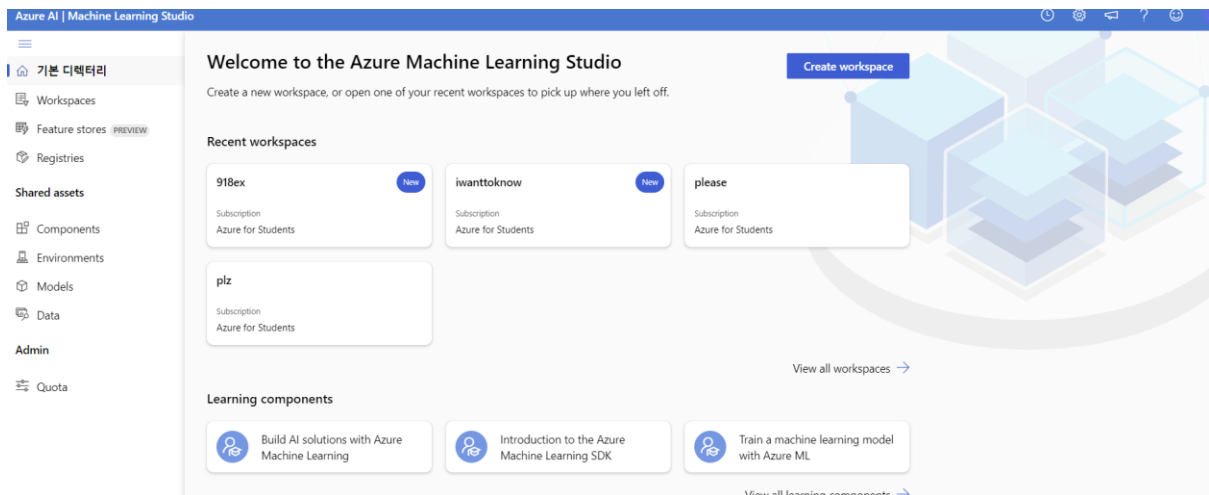 Azure AI | Machine Learning Studio
기본 디렉터리
Workspaces
Feature stores PREVIEW
Registries
Shared assets
Components
Environments
Models
Data
Admin
Quota
Welcome to the Azure Machine Learning Studio
Create workspace
Create a new workspace, or open one of your recent workspaces to pick up where you left off.
Recent workspaces
918ex New
Subscription
Azure for Students
iwanttoknow New
Subscription
Azure for Students
please
Subscription
Azure for Students
plz
Subscription
Azure for Students
View all workspaces
Learning components
Build AI solutions with Azure
Machine Learning
Introduction to the Azure
Machine Learning SDK
Train a machine learning model
with Azure ML
View all learning components